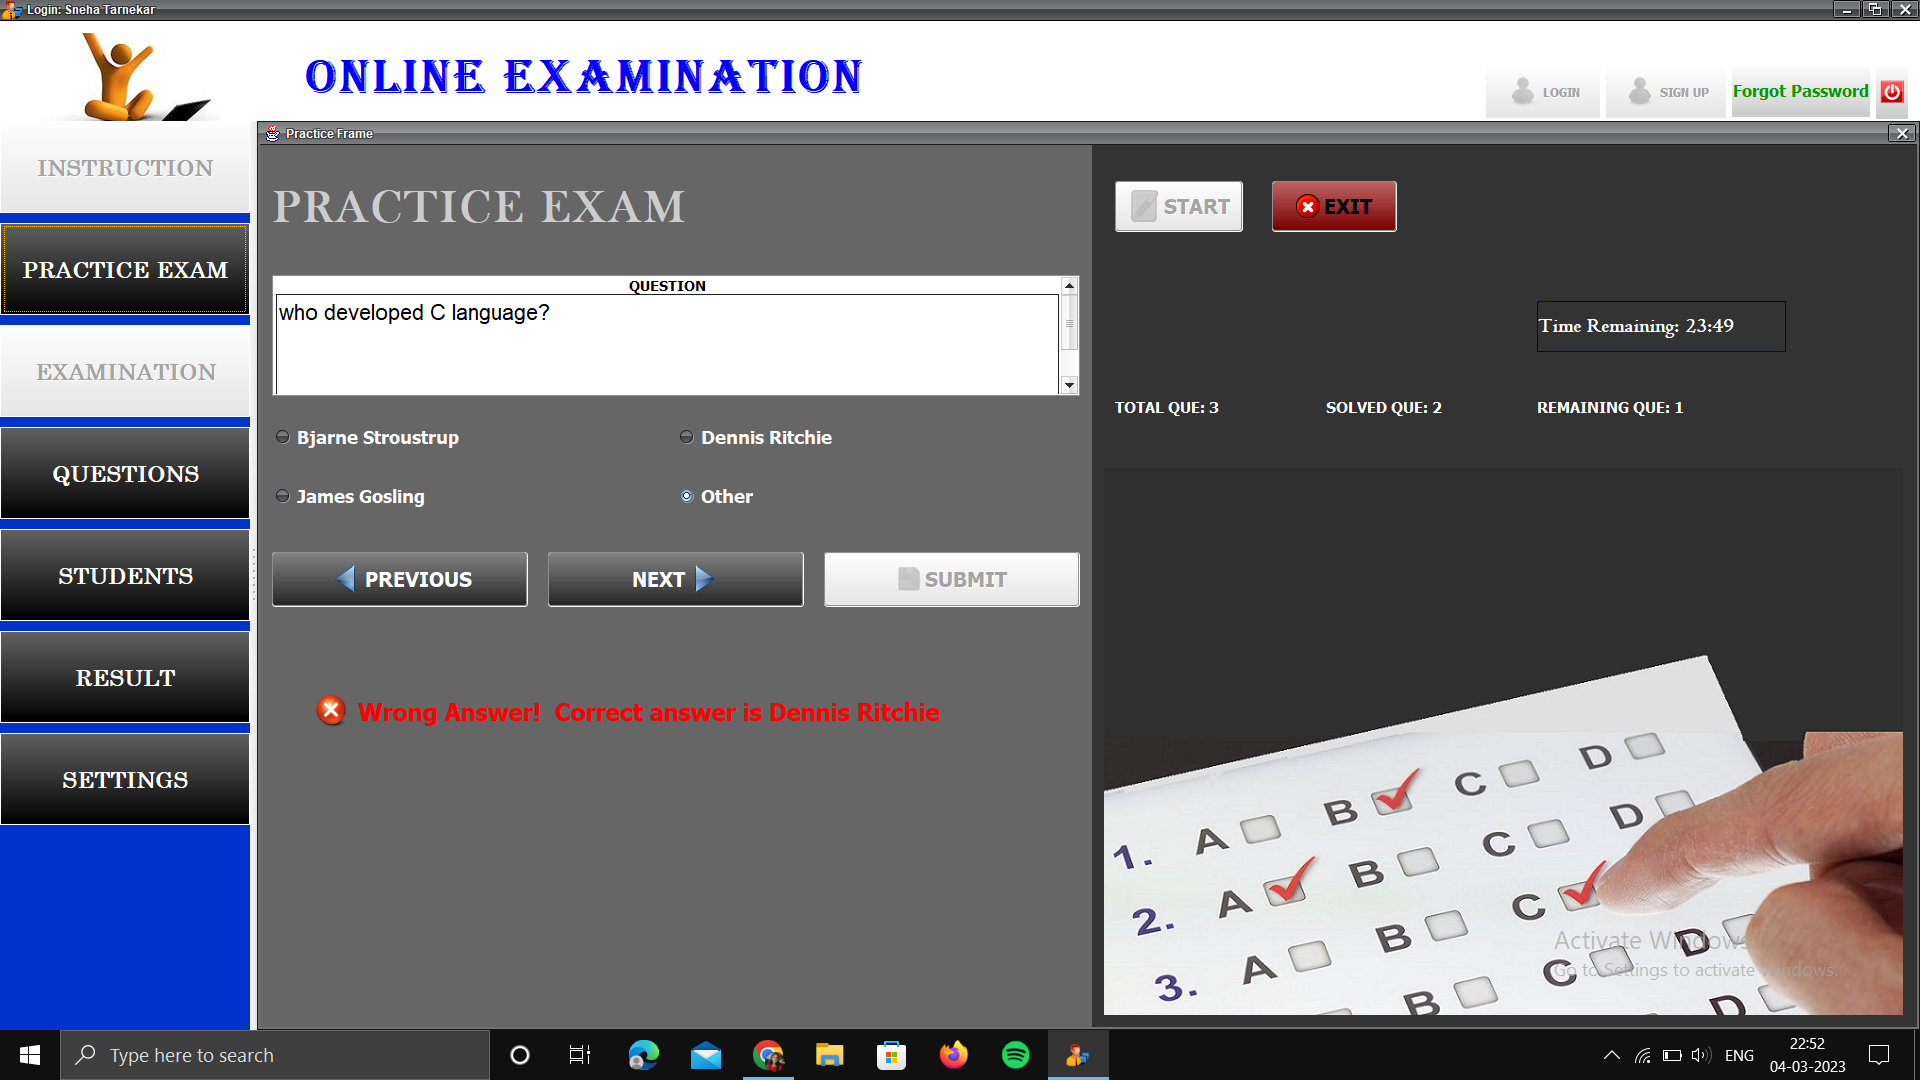 Login: Sneha Tarnekar
ONLINE EXAMINATION
LOGIN
SIGN UP
Forgot Password
Practice Frame
INSTRUCTION
PRACTICE EXAM
EXAMINATION
QUESTIONS
STUDENTS
RESULT
SETTINGS
PRACTICE EXAM
QUESTION
who developed C language?
Bjarne Stroustrup
Dennis Ritchie
James Gosling
Other
PREVIOUS
NEXT
SUBMIT
Wrong Answer!  Correct answer is Dennis Ritchie
START
EXIT
Time Remaining: 23:49
TOTAL QUE: 3
SOLVED QUE: 2
REMAINING QUE: 1
1. A B C D
2. A B C D
3. A B C D
B
D
Activate Windows
Go to Settings to activate Windows.
Type here to search
ENG
22:52
04-03-2023